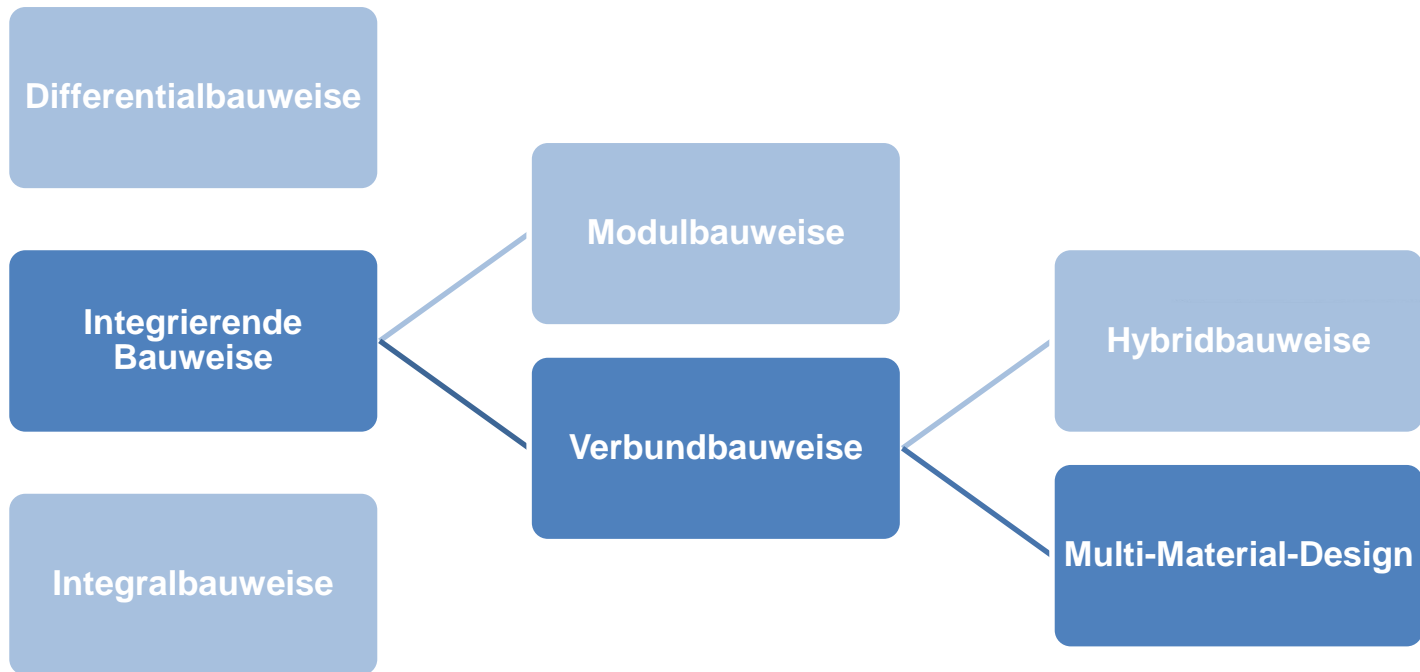 Differentialbauweise
Integrierende
Bauweise
Integralbauweise
Modulbauweise
Verbundbauweise
Hybridbauweise
Multi-Material-Design